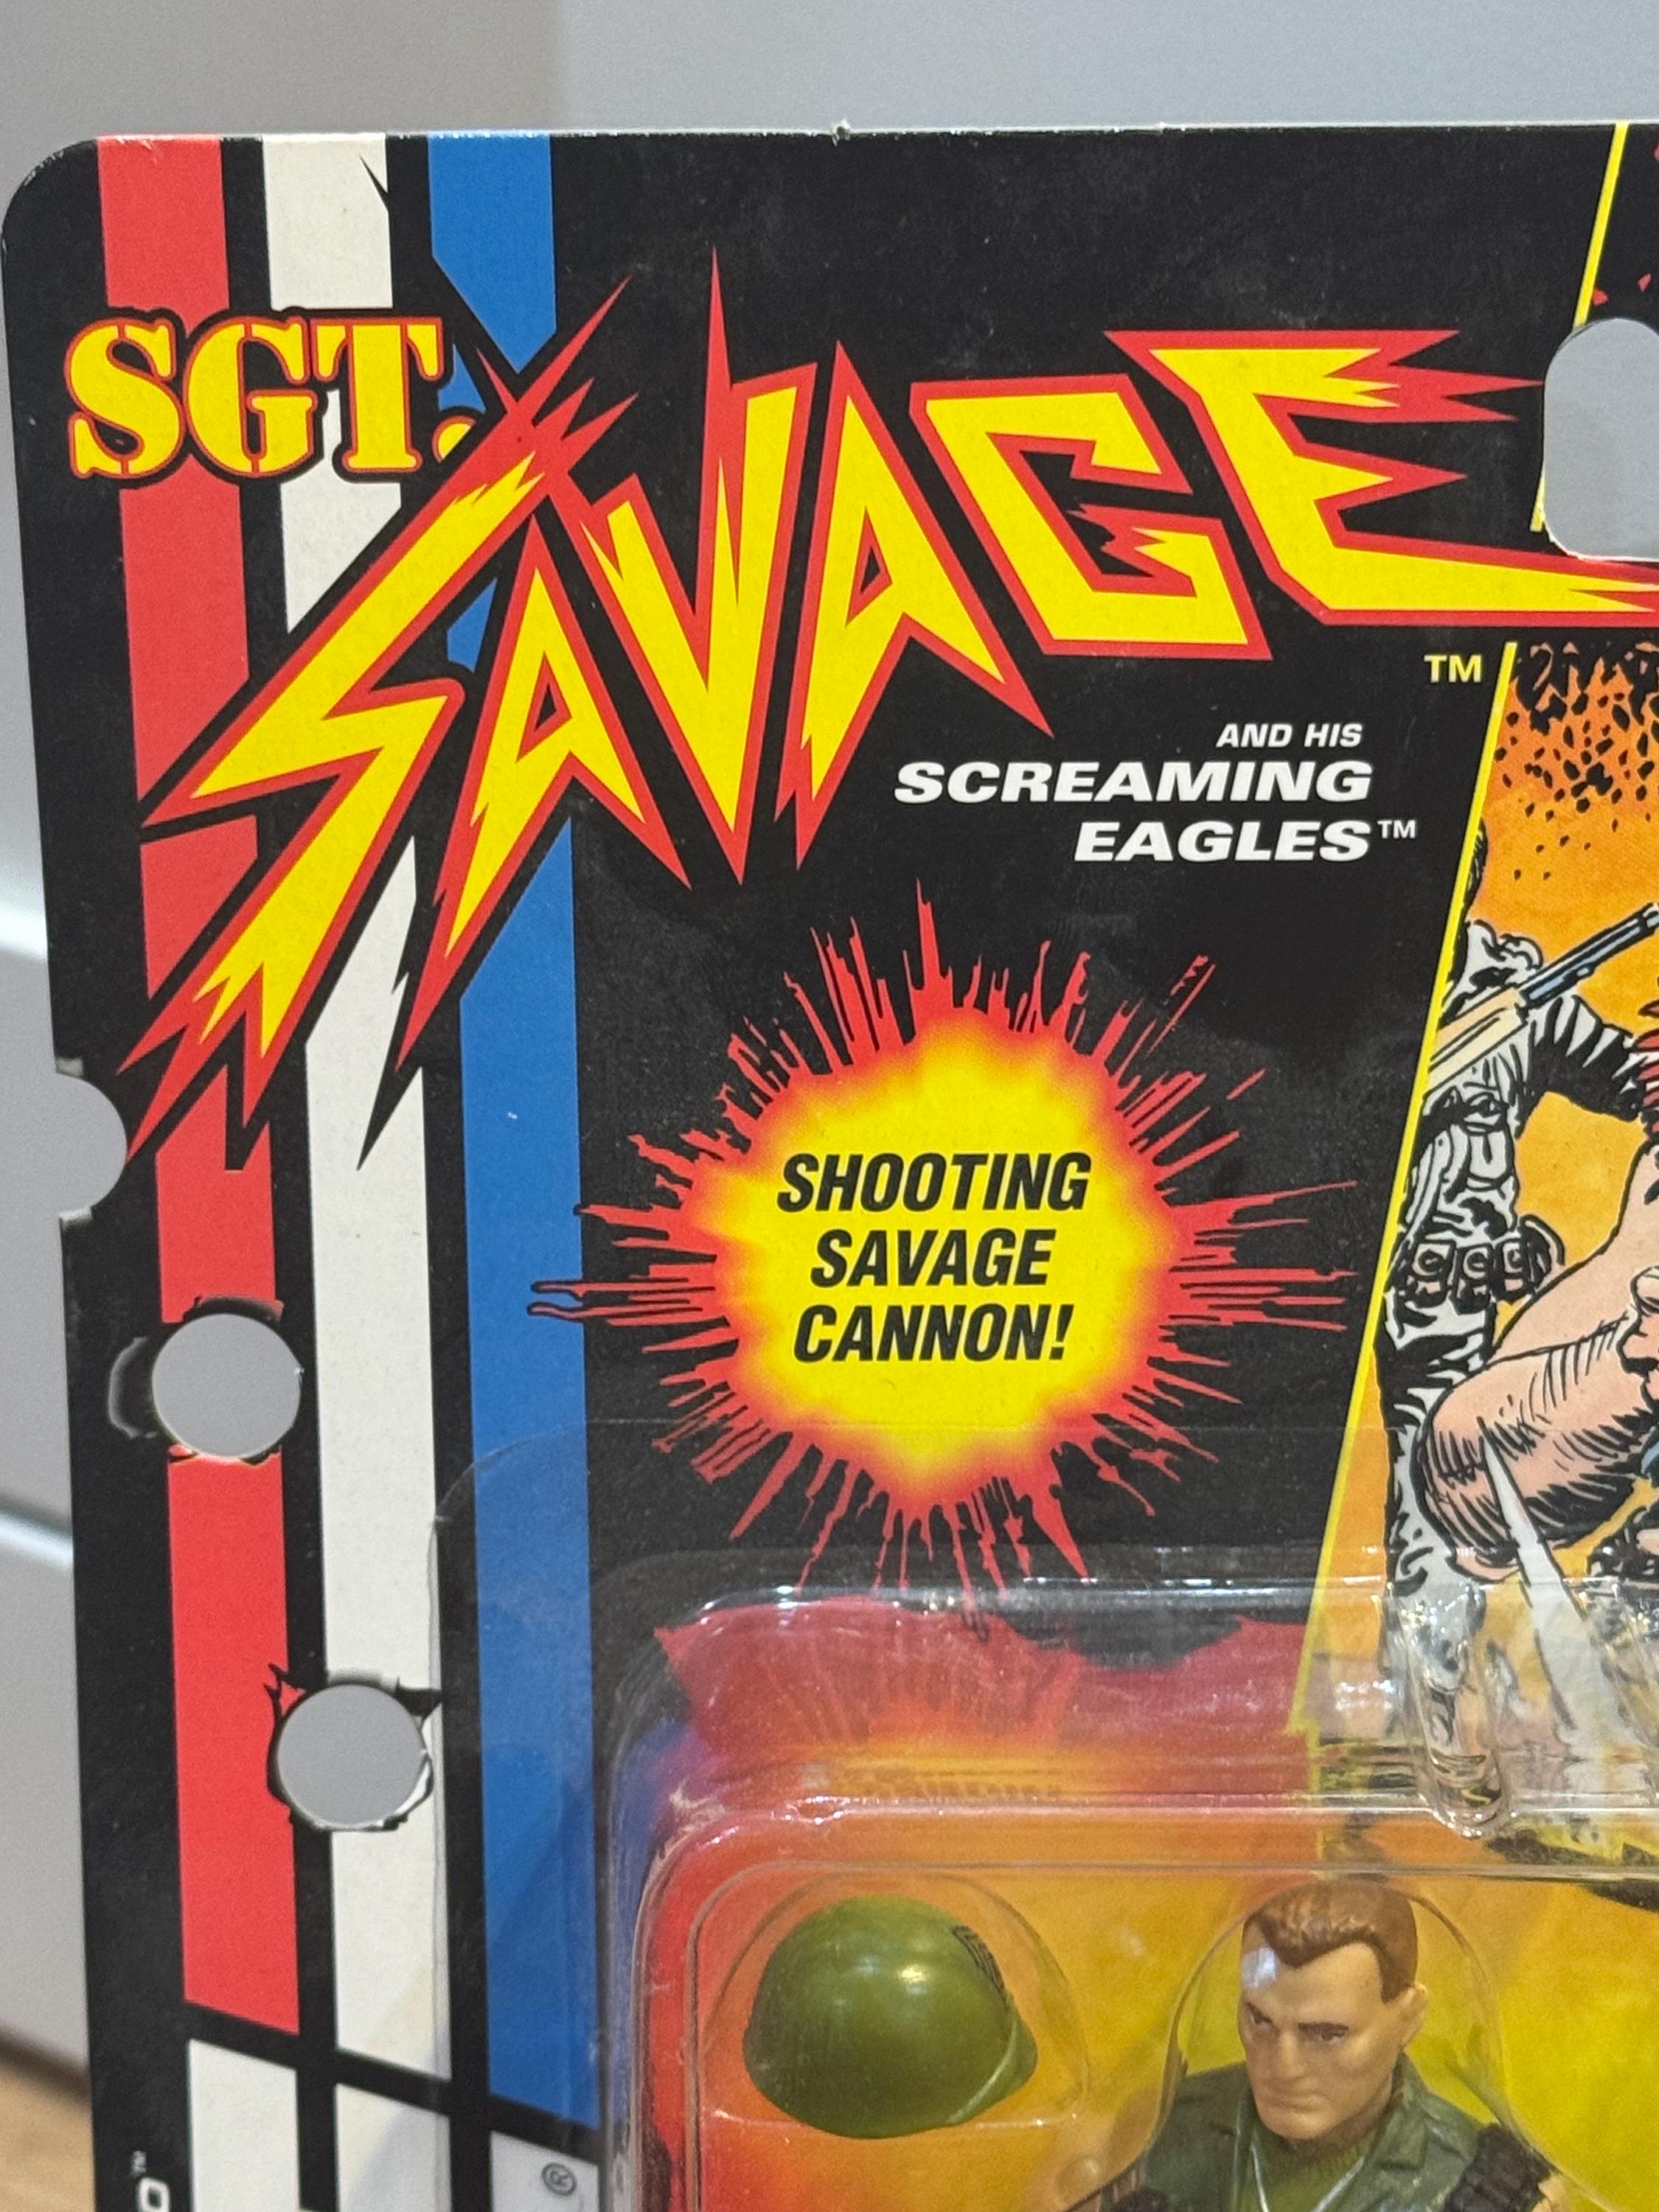 SGT.
SAVAGE
TM
AND HIS
SCREAMING
EAGLES™
SHOOTING
SAVAGE
CANNON!
®